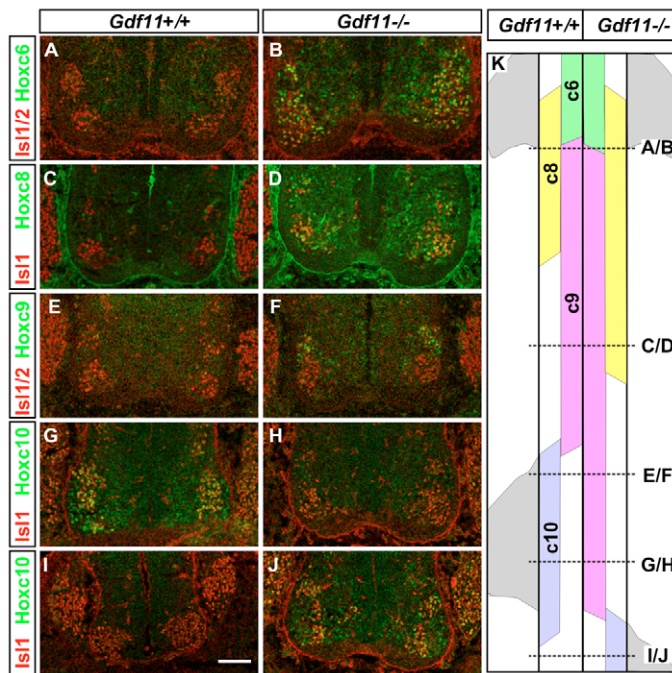 Gdf11+/+ Gdf11-/- Gdf11+/+ Gdf11-/-
Isl1/2 Hoxc6
A B
Isl1 Hoxc8
C D
Isl1/2 Hoxc9
E F
Isl1 Hoxc10
G H
Isl1 Hoxc10
I J
K
c6
A/B
c8
c9
C/D
E/F
c10
G/H
I/J